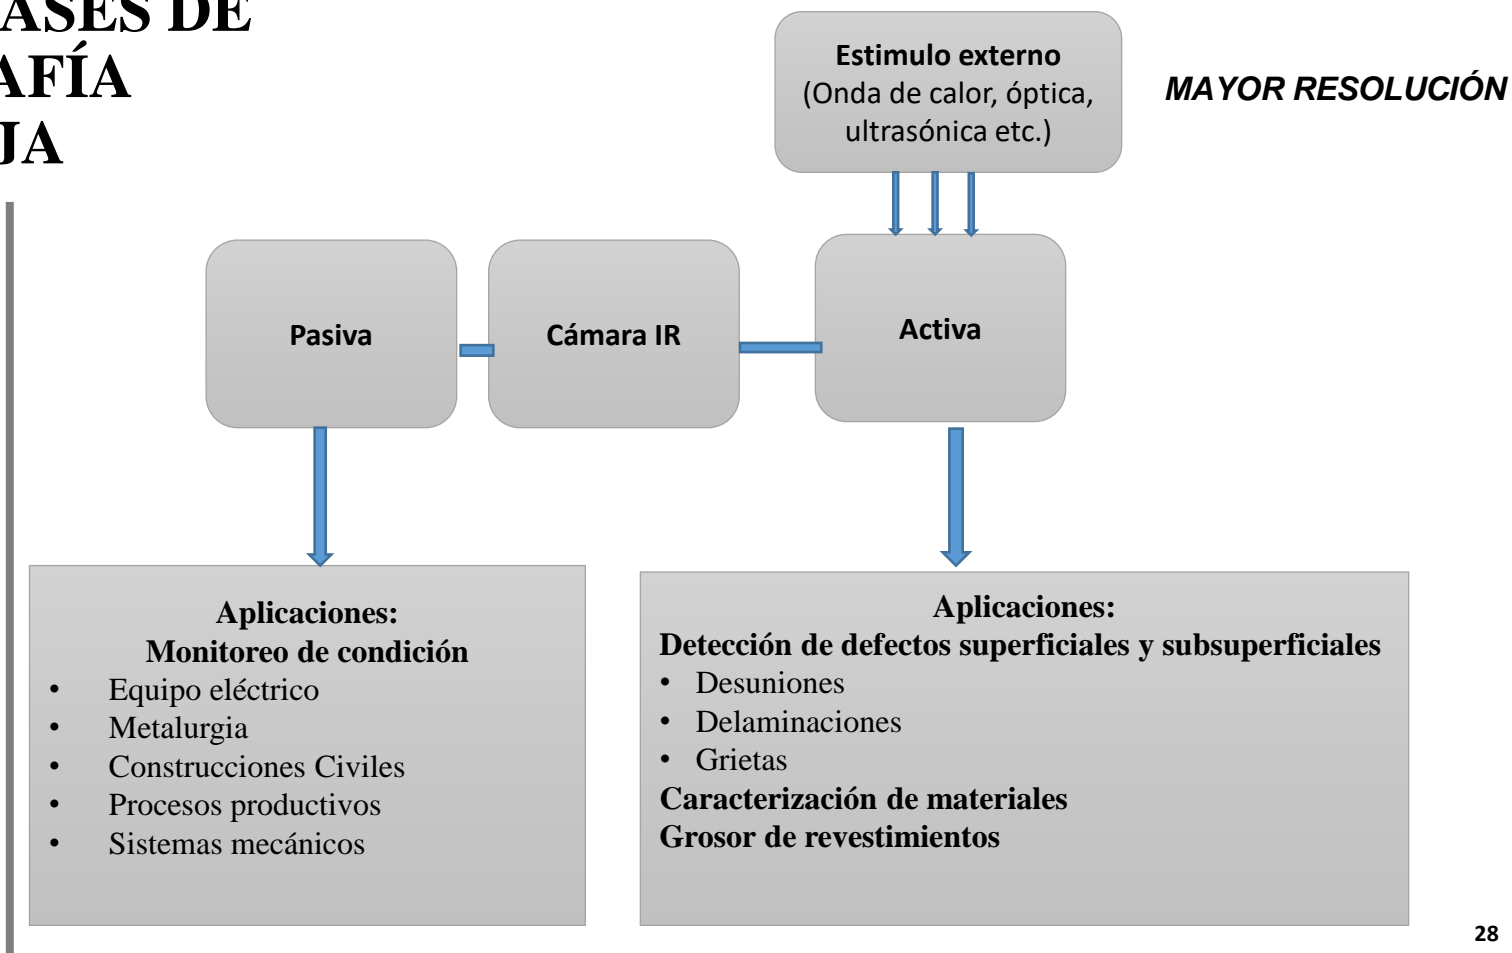 ASES DE
AFÍA
JA
Estimulo externo
(Onda de calor, óptica,
ultrasónica etc.)
MAYOR RESOLUCIÓN
Pasiva
Cámara IR
Activa
Aplicaciones:
Monitoreo de condición
• Equipo eléctrico
• Metalurgia
• Construcciones Civiles
• Procesos productivos
• Sistemas mecánicos
Aplicaciones:
Detección de defectos superficiales y subsuperficiales
• Desuniones
• Delaminaciones
• Grietas
Caracterización de materiales
Grosor de revestimientos
28